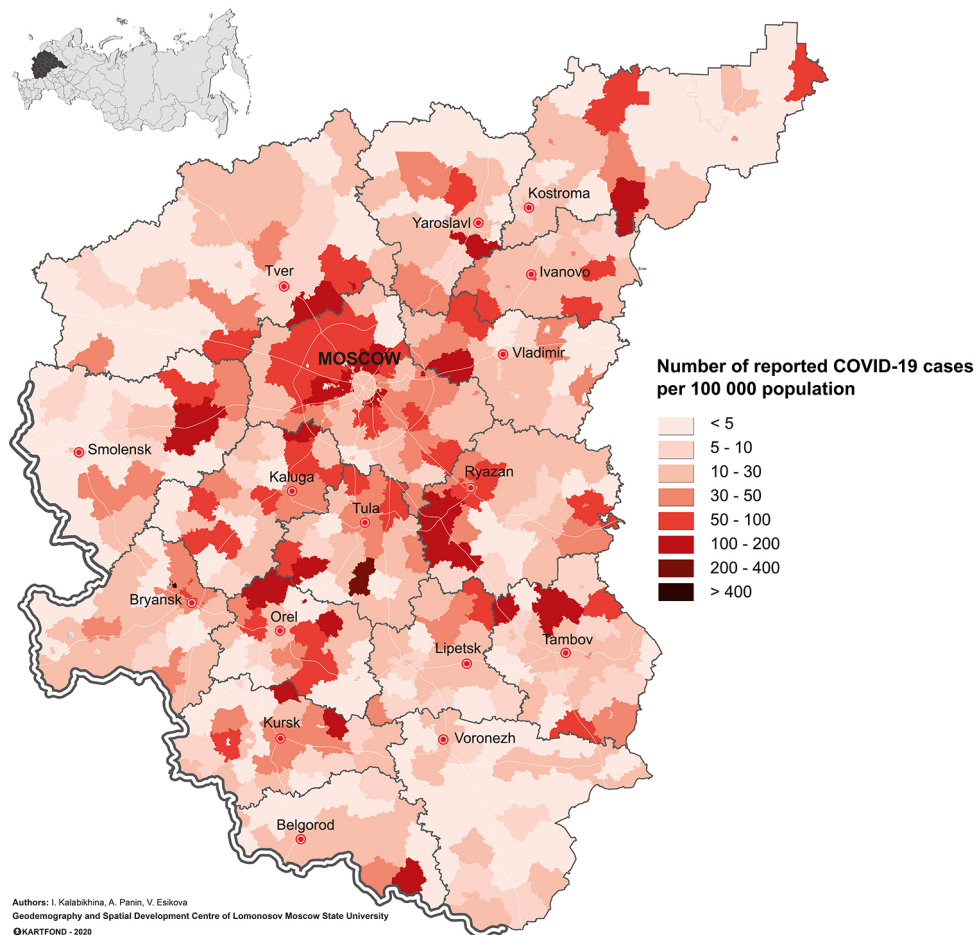 Kostroma
Yaroslavl
Tver
Ivanovo
MOSCOW
Vladimir
Number of reported COVID-19 cases
per 100 000 population
< 5
5 - 10
10 - 30
30 - 50
50 - 100
100 - 200
200 - 400
> 400
Smolensk
Kaluga
Ryazan
Tula
Bryansk
Orel
Tambov
Lipetsk
Kursk
Voronezh
Belgorod
Authors: I. Kalabikhina, A. Panin, V. Esikova
Geodemography and Spatial Development Centre of Lomonosov Moscow State University
KARTFOND - 2020